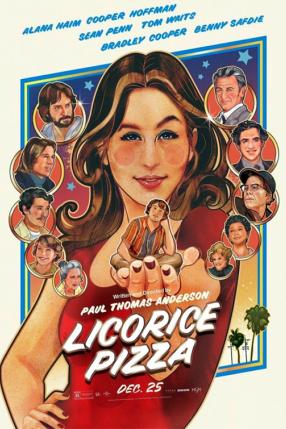 ALANA HAIM COOPER HOFFMAN
SEAN PENN TOM WAITS
BRADLEY COOPER BENNY SAFDIE
Written and Directed by
PAUL THOMAS ANDERSON
LICORICE
PIZZA
DEC. 25